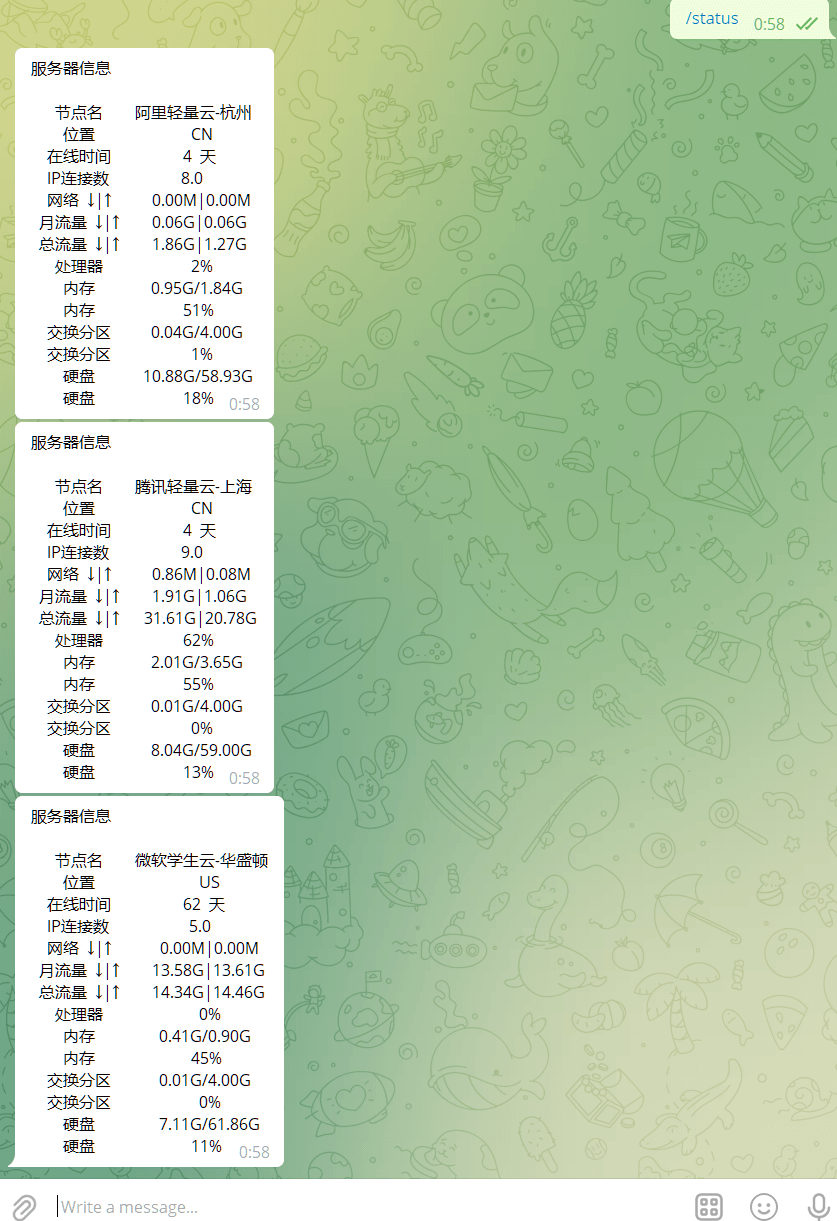 /status 0:58
服务器信息
节点名 阿里轻量云-杭州
位置 CN
在线时间 4 天
IP连接数 8.0
网络 ↓|↑ 0.00M|0.00M
月流量 ↓|↑ 0.06G|0.06G
总流量 ↓|↑ 1.86G|1.27G
处理器 2%
内存 0.95G/1.84G
内存 51%
交换分区 0.04G/4.00G
交换分区 1%
硬盘 10.88G/58.93G
硬盘 18% 0:58
服务器信息
节点名 腾讯轻量云-上海
位置 CN
在线时间 4 天
IP连接数 9.0
网络 ↓|↑ 0.86M|0.08M
月流量 ↓|↑ 1.91G|1.06G
总流量 ↓|↑ 31.61G|20.78G
处理器 62%
内存 2.01G/3.65G
内存 55%
交换分区 0.01G/4.00G
交换分区 0%
硬盘 8.04G/59.00G
硬盘 13% 0:58
服务器信息
节点名 微软学生云-华盛顿
位置 US
在线时间 62 天
IP连接数 5.0
网络 ↓|↑ 0.00M|0.00M
月流量 ↓|↑ 13.58G|13.61G
总流量 ↓|↑ 14.34G|14.46G
处理器 0%
内存 0.41G/0.90G
内存 45%
交换分区 0.01G/4.00G
交换分区 0%
硬盘 7.11G/61.86G
硬盘 11% 0:58
Write a message...